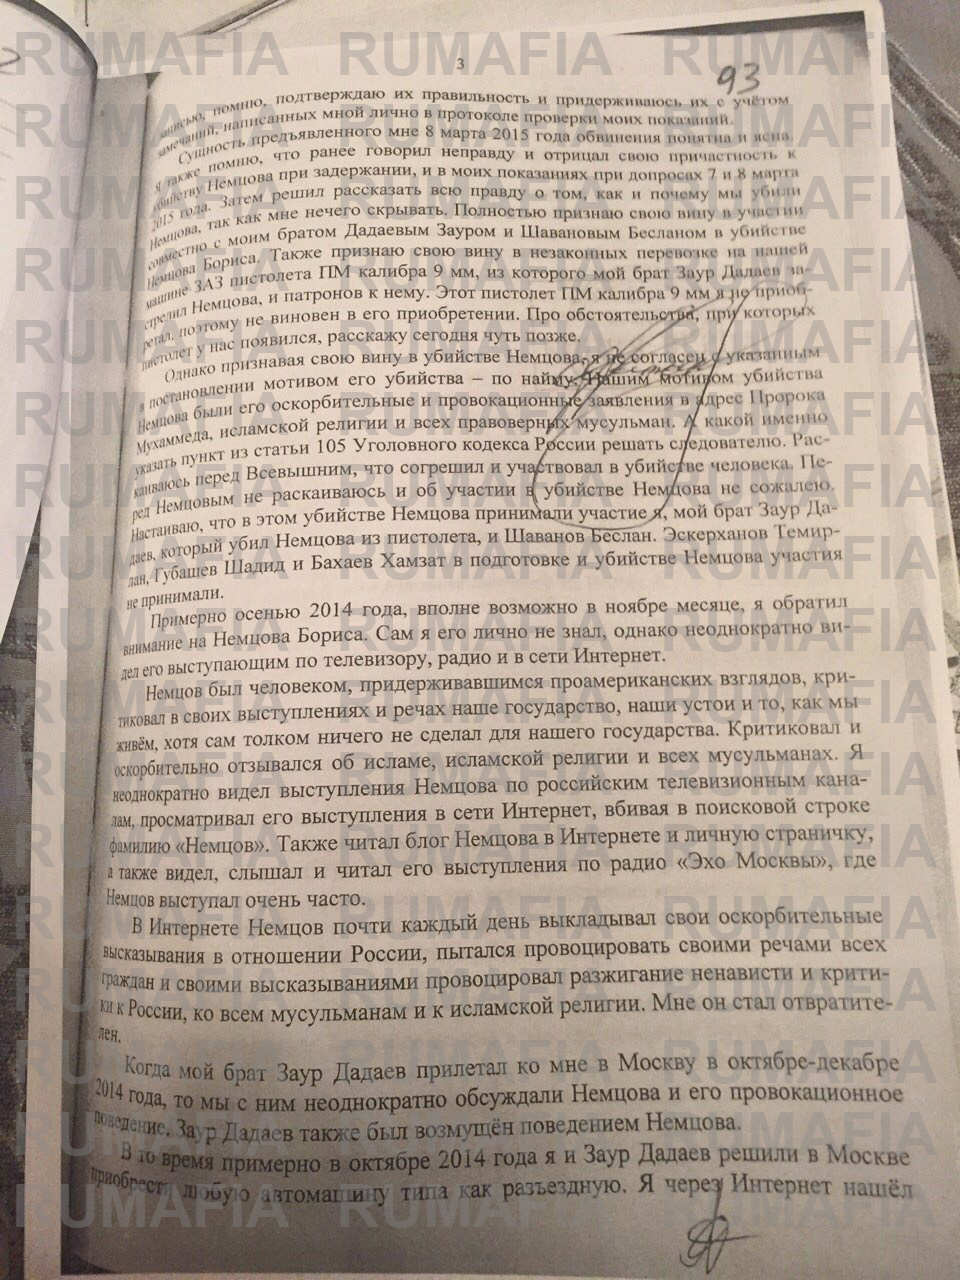 3
93
записью, помню, подтверждаю их правильность и придерживаюсь их с учётом
замечаний, написанных мной лично в протоколе проверки моих показаний.
Сущность предъявленного мне 8 марта 2015 года обвинения понятна и ясна.
Я также помню, что ранее говорил неправду и отрицал свою причастность к
убийству Немцова при задержании, и в моих показаниях при допросах 7 и 8 марта
2015 года. Затем решил рассказать всю правду о том, как и почему мы убили
Немцова, так как мне нечего скрывать. Полностью признаю свою вину в участии
совместно с моим братом Дадаевым Зауром и Шавановым Бесланом в убийстве
Немцова Бориса. Также признаю свою вину в незаконных перевозке на нашей
машине ЗАЗ пистолета ПМ калибра 9 мм, из которого мой брат Заур Дадаев за-
стрелил Немцова, и патронов к нему. Этот пистолет ПМ калибра 9 мм я не приоб-
ретал, поэтому не виновен в его приобретении. Про обстоятельства, при которых
пистолет у нас появился, расскажу сегодня чуть позже.
Однако признавая свою вину в убийстве Немцова, я не согласен с указанным
в постановлении мотивом его убийства – по найму. Нашим мотивом убийства
Немцова были его оскорбительные и провокационные заявления в адрес Пророка
Мухаммеда, исламской религии и всех правоверных мусульман. А какой именно
указать пункт из статьи 105 Уголовного кодекса России решать следователю. Рас-
каиваюсь перед Всевышним, что согрешил и участвовал в убийстве человека. Пе-
ред Немцовым не раскаиваюсь и об участии в убийстве Немцова не сожалею.
Настаиваю, что в этом убийстве Немцова принимали участие я, мой брат Заур Да-
даев, который убил Немцова из пистолета, и Шаванов Беслан. Эскерханов Темир-
лан, Губашев Шадид и Бахаев Хамзат в подготовке и убийстве Немцова участия
не принимали.
Примерно осенью 2014 года, вполне возможно в ноябре месяце, я обратил
внимание на Немцова Бориса. Сам я его лично не знал, однако неоднократно ви-
дел его выступающим по телевизору, радио и в сети Интернет.
Немцов был человеком, придерживавшимся проамериканских взглядов, кри-
тиковал в своих выступлениях и речах наше государство, наши устои и то, как мы
живём, хотя сам толком ничего не сделал для нашего государства. Критиковал и
оскорбительно отзывался об исламе, исламской религии и всех мусульманах. Я
неоднократно видел выступления Немцова по российским телевизионным кана-
лам, просматривал его выступления в сети Интернет, вбивая в поисковой строке
фамилию «Немцов». Также читал блог Немцова в Интернете и личную страничку,
а также видел, слышал и читал его выступления по радио «Эхо Москвы», где
Немцов выступал очень часто.
В Интернете Немцов почти каждый день выкладывал свои оскорбительные
высказывания в отношении России, пытался провоцировать своими речами всех
граждан и своими высказываниями провоцировал разжигание ненависти и крити-
ки к России, ко всем мусульманам и к исламской религии. Мне он стал отвратите-
лен.
Когда мой брат Заур Дадаев прилетал ко мне в Москву в октябре-декабре
2014 года, то мы с ним неоднократно обсуждали Немцова и его провокационное
поведение. Заур Дадаев также был возмущён поведением Немцова.
В то время примерно в октябре 2014 года я и Заур Дадаев решили в Москве
приобрести любую автомашину типа как разъездную. Я через Интернет нашёл
RUMAFIA